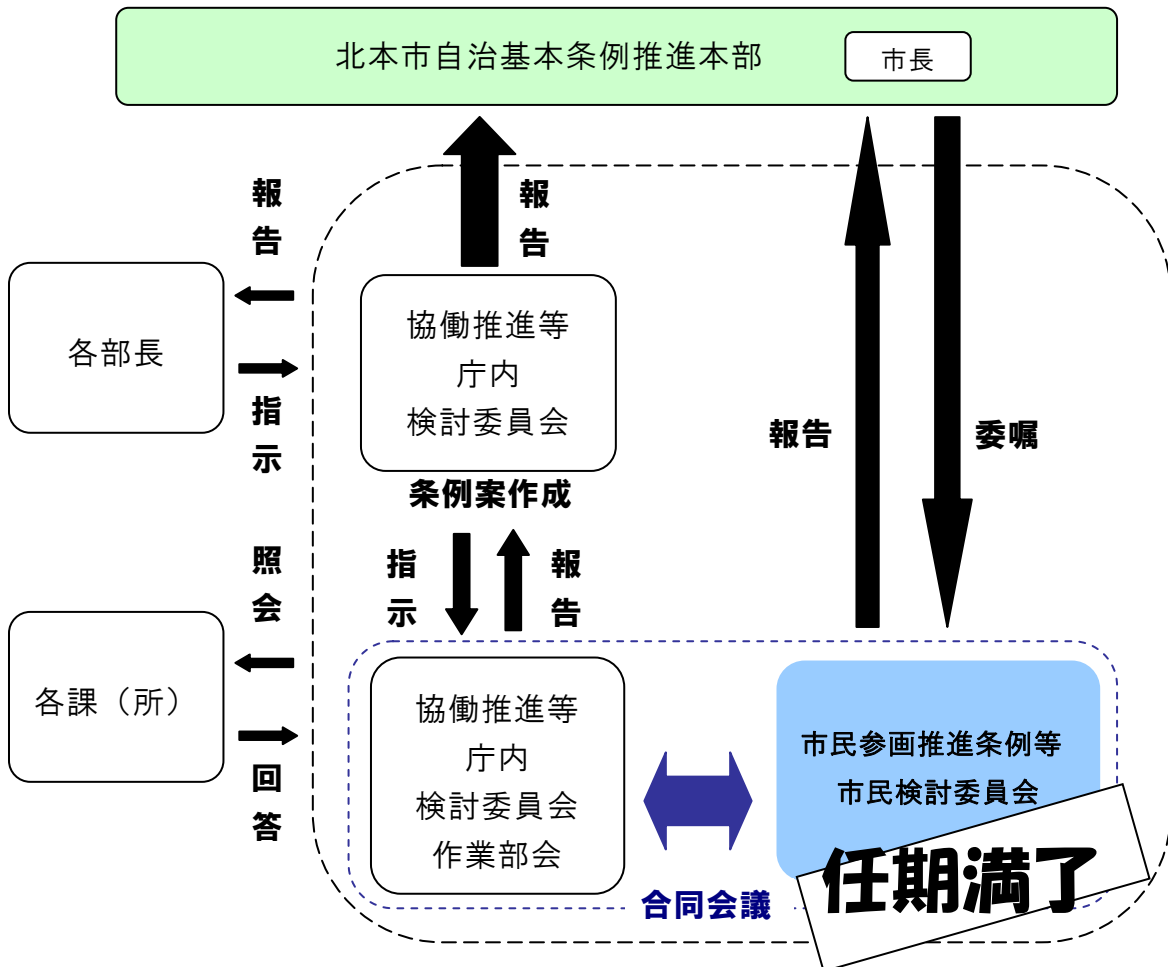 北本市自治基本条例推進本部
市長
報告
報告
各部長
指示
協働推進等
庁内
検討委員会
条例案作成
報告
委嘱
指示
報告
照会
各課（所）
回答
協働推進等
庁内
検討委員会
作業部会
市民参画推進条例等
市民検討委員会
任期満了
合同会議